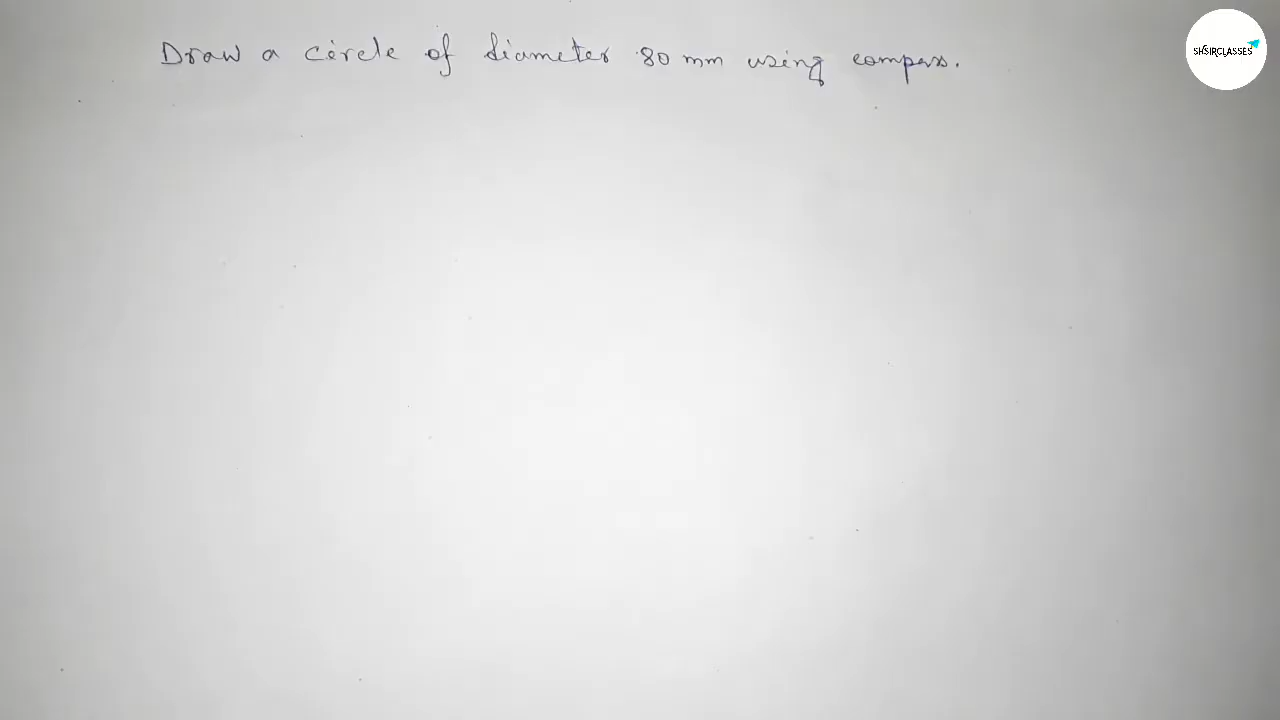 Draw a circle of diameter 80 mm using compass.
SHSIRCLASSES